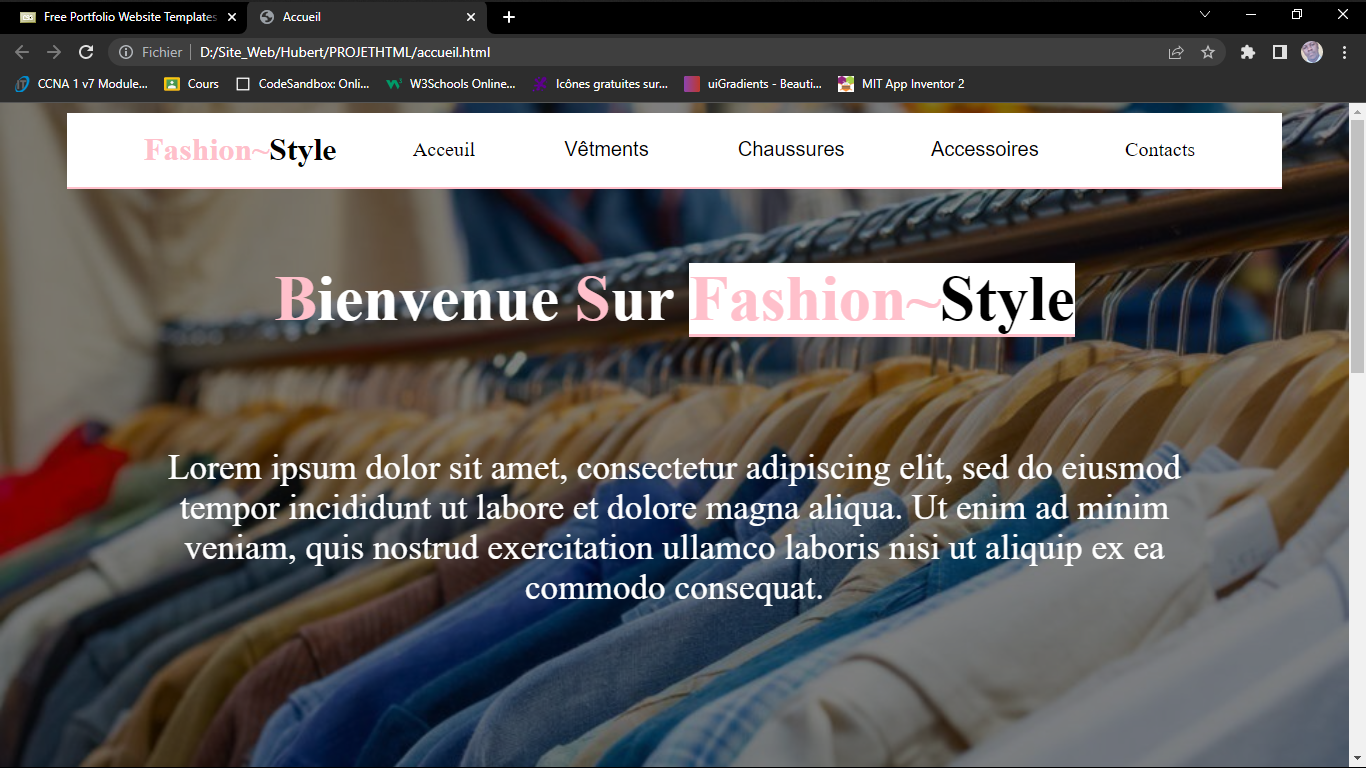 Free Portfolio Website Templates
Accueil
Fichier D:/Site_Web/Hubert/PROJETHTML/accueil.html
CCNA 1 v7 Module... Cours CodeSandbox: Onli... W3Schools Online... Icônes gratuites sur... uiGradients - Beauti... MIT App Inventor 2
Fashion~Style Acceuil Vêtments Chaussures Accessoires Contacts
Bienvenue Sur Fashion~Style
Lorem ipsum dolor sit amet, consectetur adipiscing elit, sed do eiusmod
tempor incididunt ut labore et dolore magna aliqua. Ut enim ad minim
veniam, quis nostrud exercitation ullamco laboris nisi ut aliquip ex ea
commodo consequat.